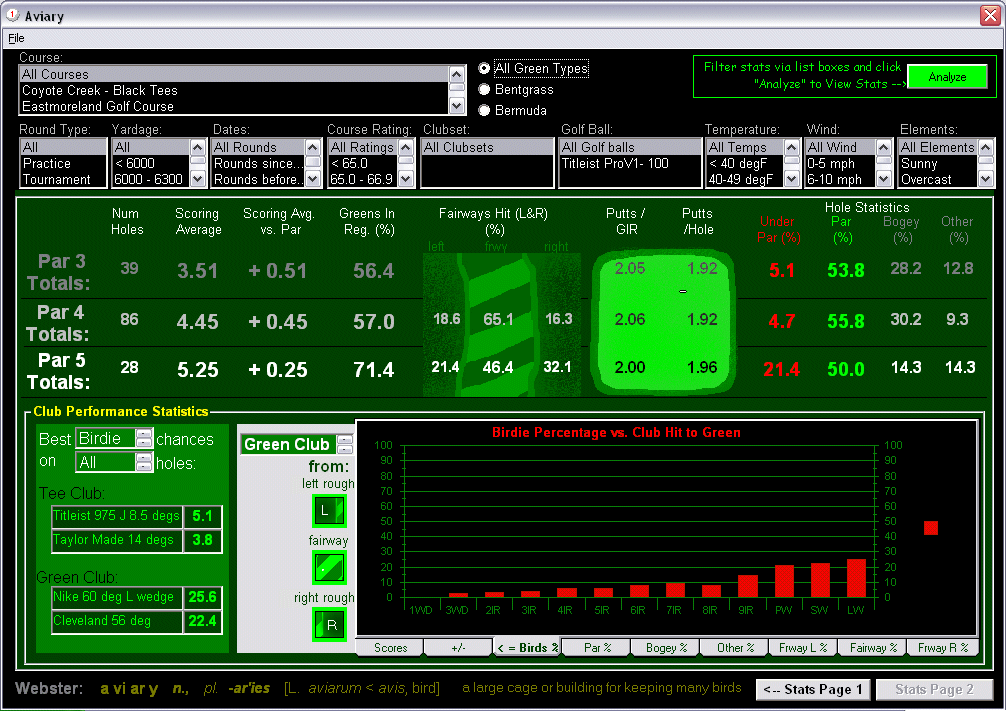 Aviary
File
Course:
All Courses
Coyote Creek - Black Tees
Eastmoreland Golf Course
All Green Types
Bentgrass
Bermuda
Filter stats via list boxes and click
"Analyze" to View Stats -->
Analyze
Round Type: Yardage: Dates: Course Rating: Clubset: Golf Ball: Temperature: Wind: Elements:
All All All Rounds All Ratings All Clubsets All Golf balls All Temps All Wind All Elements
Practice < 6000 Rounds since... < 65.0 Titleist ProV1- 100 < 40 degF 0-5 mph Sunny
Tournament 6000 - 6300 Rounds before.. 65.0 - 66.9 40-49 degF 6-10 mph Overcast
Num Holes
Scoring Average
Scoring Avg. vs. Par
Greens In Reg. (%)
Fairways Hit (L&R) (%)
left frwy right
Putts / GIR
Putts /Hole
Hole Statistics
Under Par (%)
Par (%)
Bogey (%)
Other (%)
Par 3 Totals: 39 3.51 + 0.51 56.4 2.05 1.92 5.1 53.8 28.2 12.8
Par 4 Totals: 86 4.45 + 0.45 57.0 18.6 65.1 16.3 2.06 1.92 4.7 55.8 30.2 9.3
Par 5 Totals: 28 5.25 + 0.25 71.4 21.4 46.4 32.1 2.00 1.96 21.4 50.0 14.3 14.3
Club Performance Statistics
Best Birdie chances
on All holes:
Tee Club:
Titleist 975 J 8.5 degs 5.1
Taylor Made 14 degs 3.8
Green Club:
Nike 60 deg L wedge 25.6
Cleveland 56 deg 22.4
Green Club
from:
left rough
L
fairway
right rough
R
Birdie Percentage vs. Club Hit to Green
100 100
90 90
80 80
70 70
60 60
50 50
40 40
30 30
20 20
10 10
0 0
1WD 3WD 2IR 3IR 4IR 5IR 6IR 7IR 8IR 9IR PW SW LW
Scores +/- < = Birds % Par % Bogey % Other % Frway L % Fairway % Frway R %
Webster: a vi ar y n., pl. -ar'ies [L. aviarum < avis, bird] a large cage or building for keeping many birds
<-- Stats Page 1
Stats Page 2